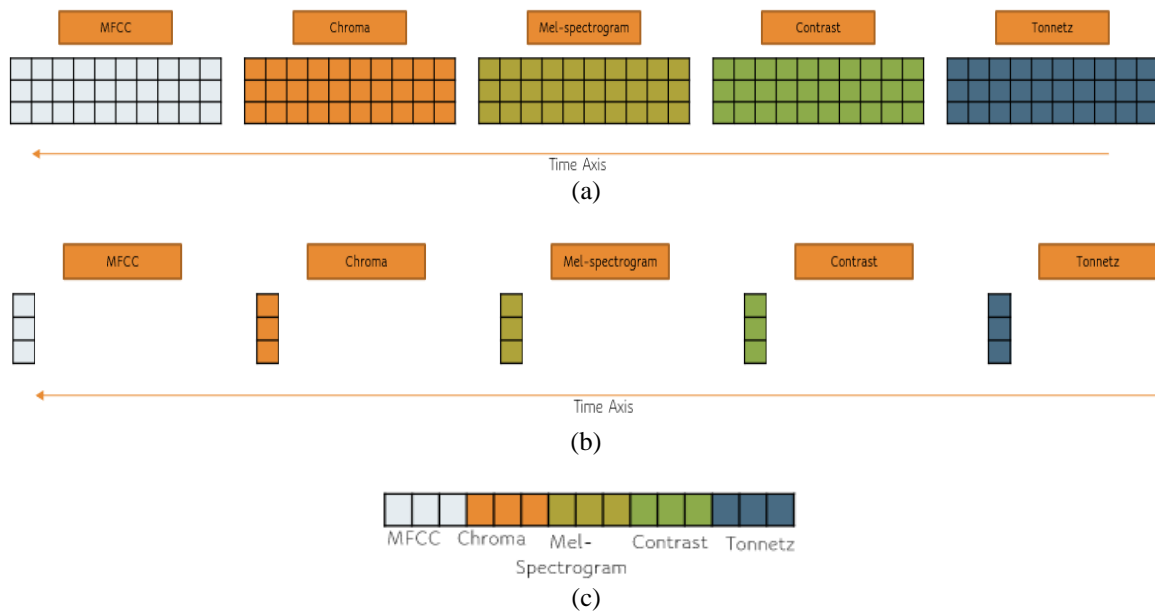 MFCC Chroma Mel-spectrogram Contrast Tonnetz
Time Axis
(a)
MFCC Chroma Mel-spectrogram Contrast Tonnetz
Time Axis
(b)
MFCC Chroma Mel- Contrast Tonnetz
Spectrogram
(c)